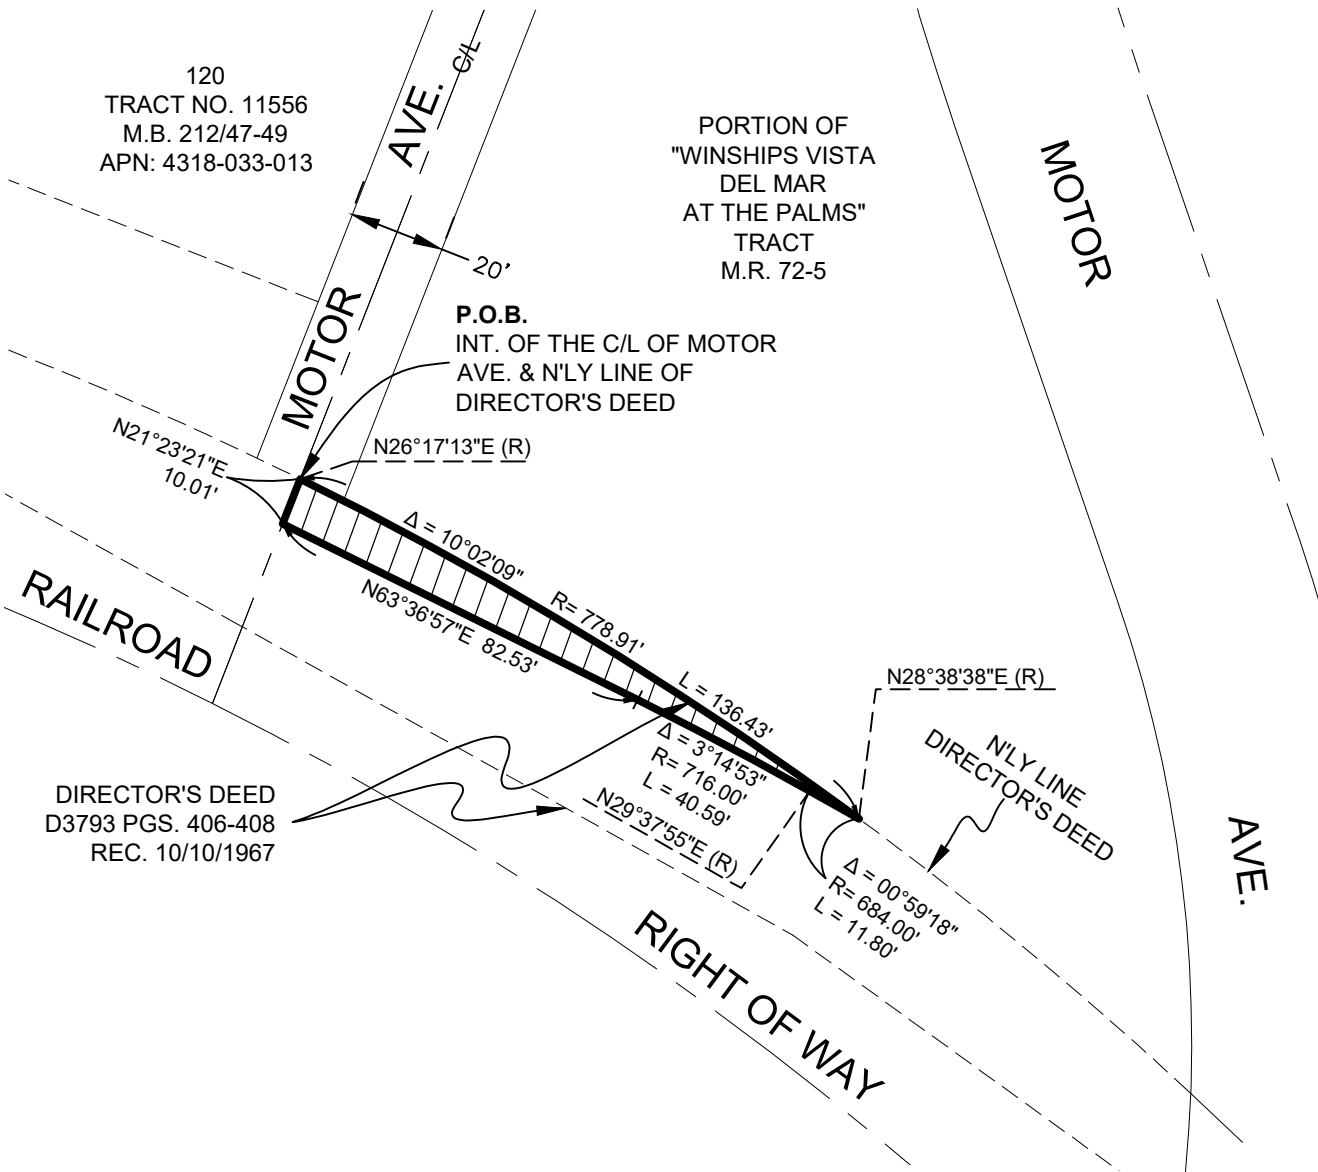 120
TRACT NO. 11556
M.B. 212/47-49
APN: 4318-033-013
MOTOR AVE.
C/L
20'
PORTION OF
"WINSHIPS VISTA
DEL MAR
AT THE PALMS"
TRACT
M.R. 72-5
MOTOR
AVE.
P.O.B.
INT. OF THE C/L OF MOTOR
AVE. & N'LY LINE OF
DIRECTOR'S DEED
N26°17'13"E (R)
N21°23'21"E
10.01'
Δ = 10°02'09"
R= 778.91'
L = 136.43'
N63°36'57"E 82.53'
Δ = 3°14'53"
R= 716.00'
L = 40.59'
N29°37'55"E (R)
N28°38'38"E (R)
N'LY LINE
DIRECTOR'S DEED
Δ = 00°59'18"
R= 684.00'
L = 11.80'
DIRECTOR'S DEED
D3793 PGS. 406-408
REC. 10/10/1967
RAILROAD
RIGHT OF WAY